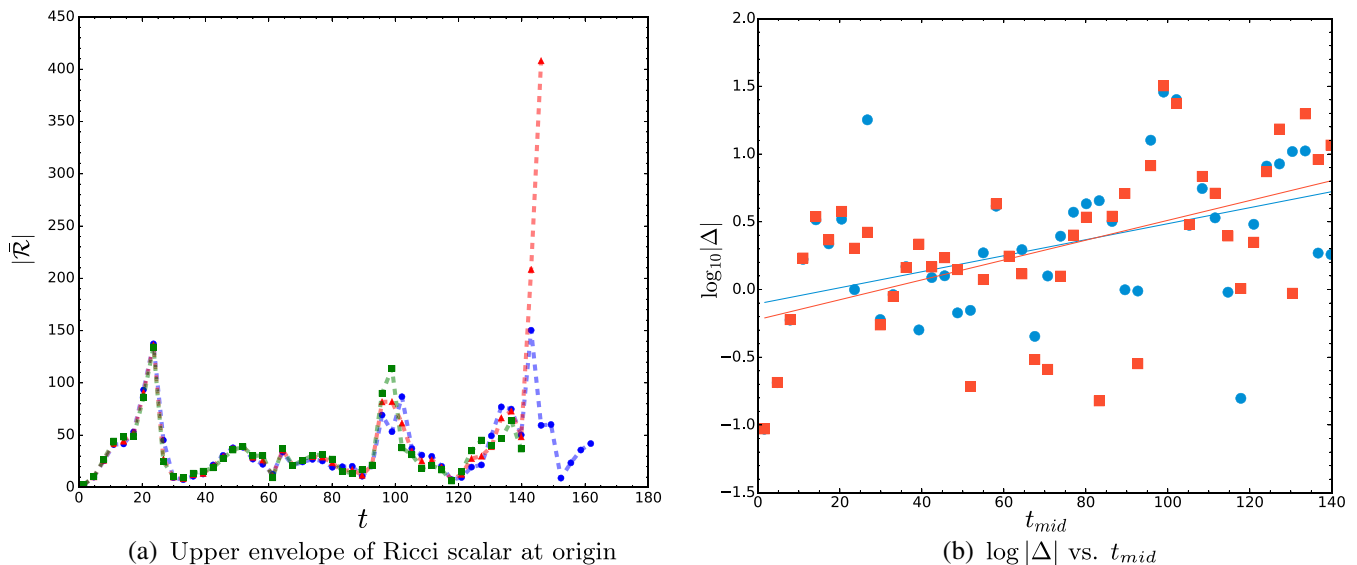 450
400
350
300
250
200
150
100
50
0
|R̄|
0 20 40 60 80 100 120 140 160 180
t
(a) Upper envelope of Ricci scalar at origin
2.0
1.5
1.0
0.5
0.0
−0.5
−1.0
−1.5
log₁₀|Δ|
0 20 40 60 80 100 120 140
t_mid
(b) log |Δ| vs. t_mid